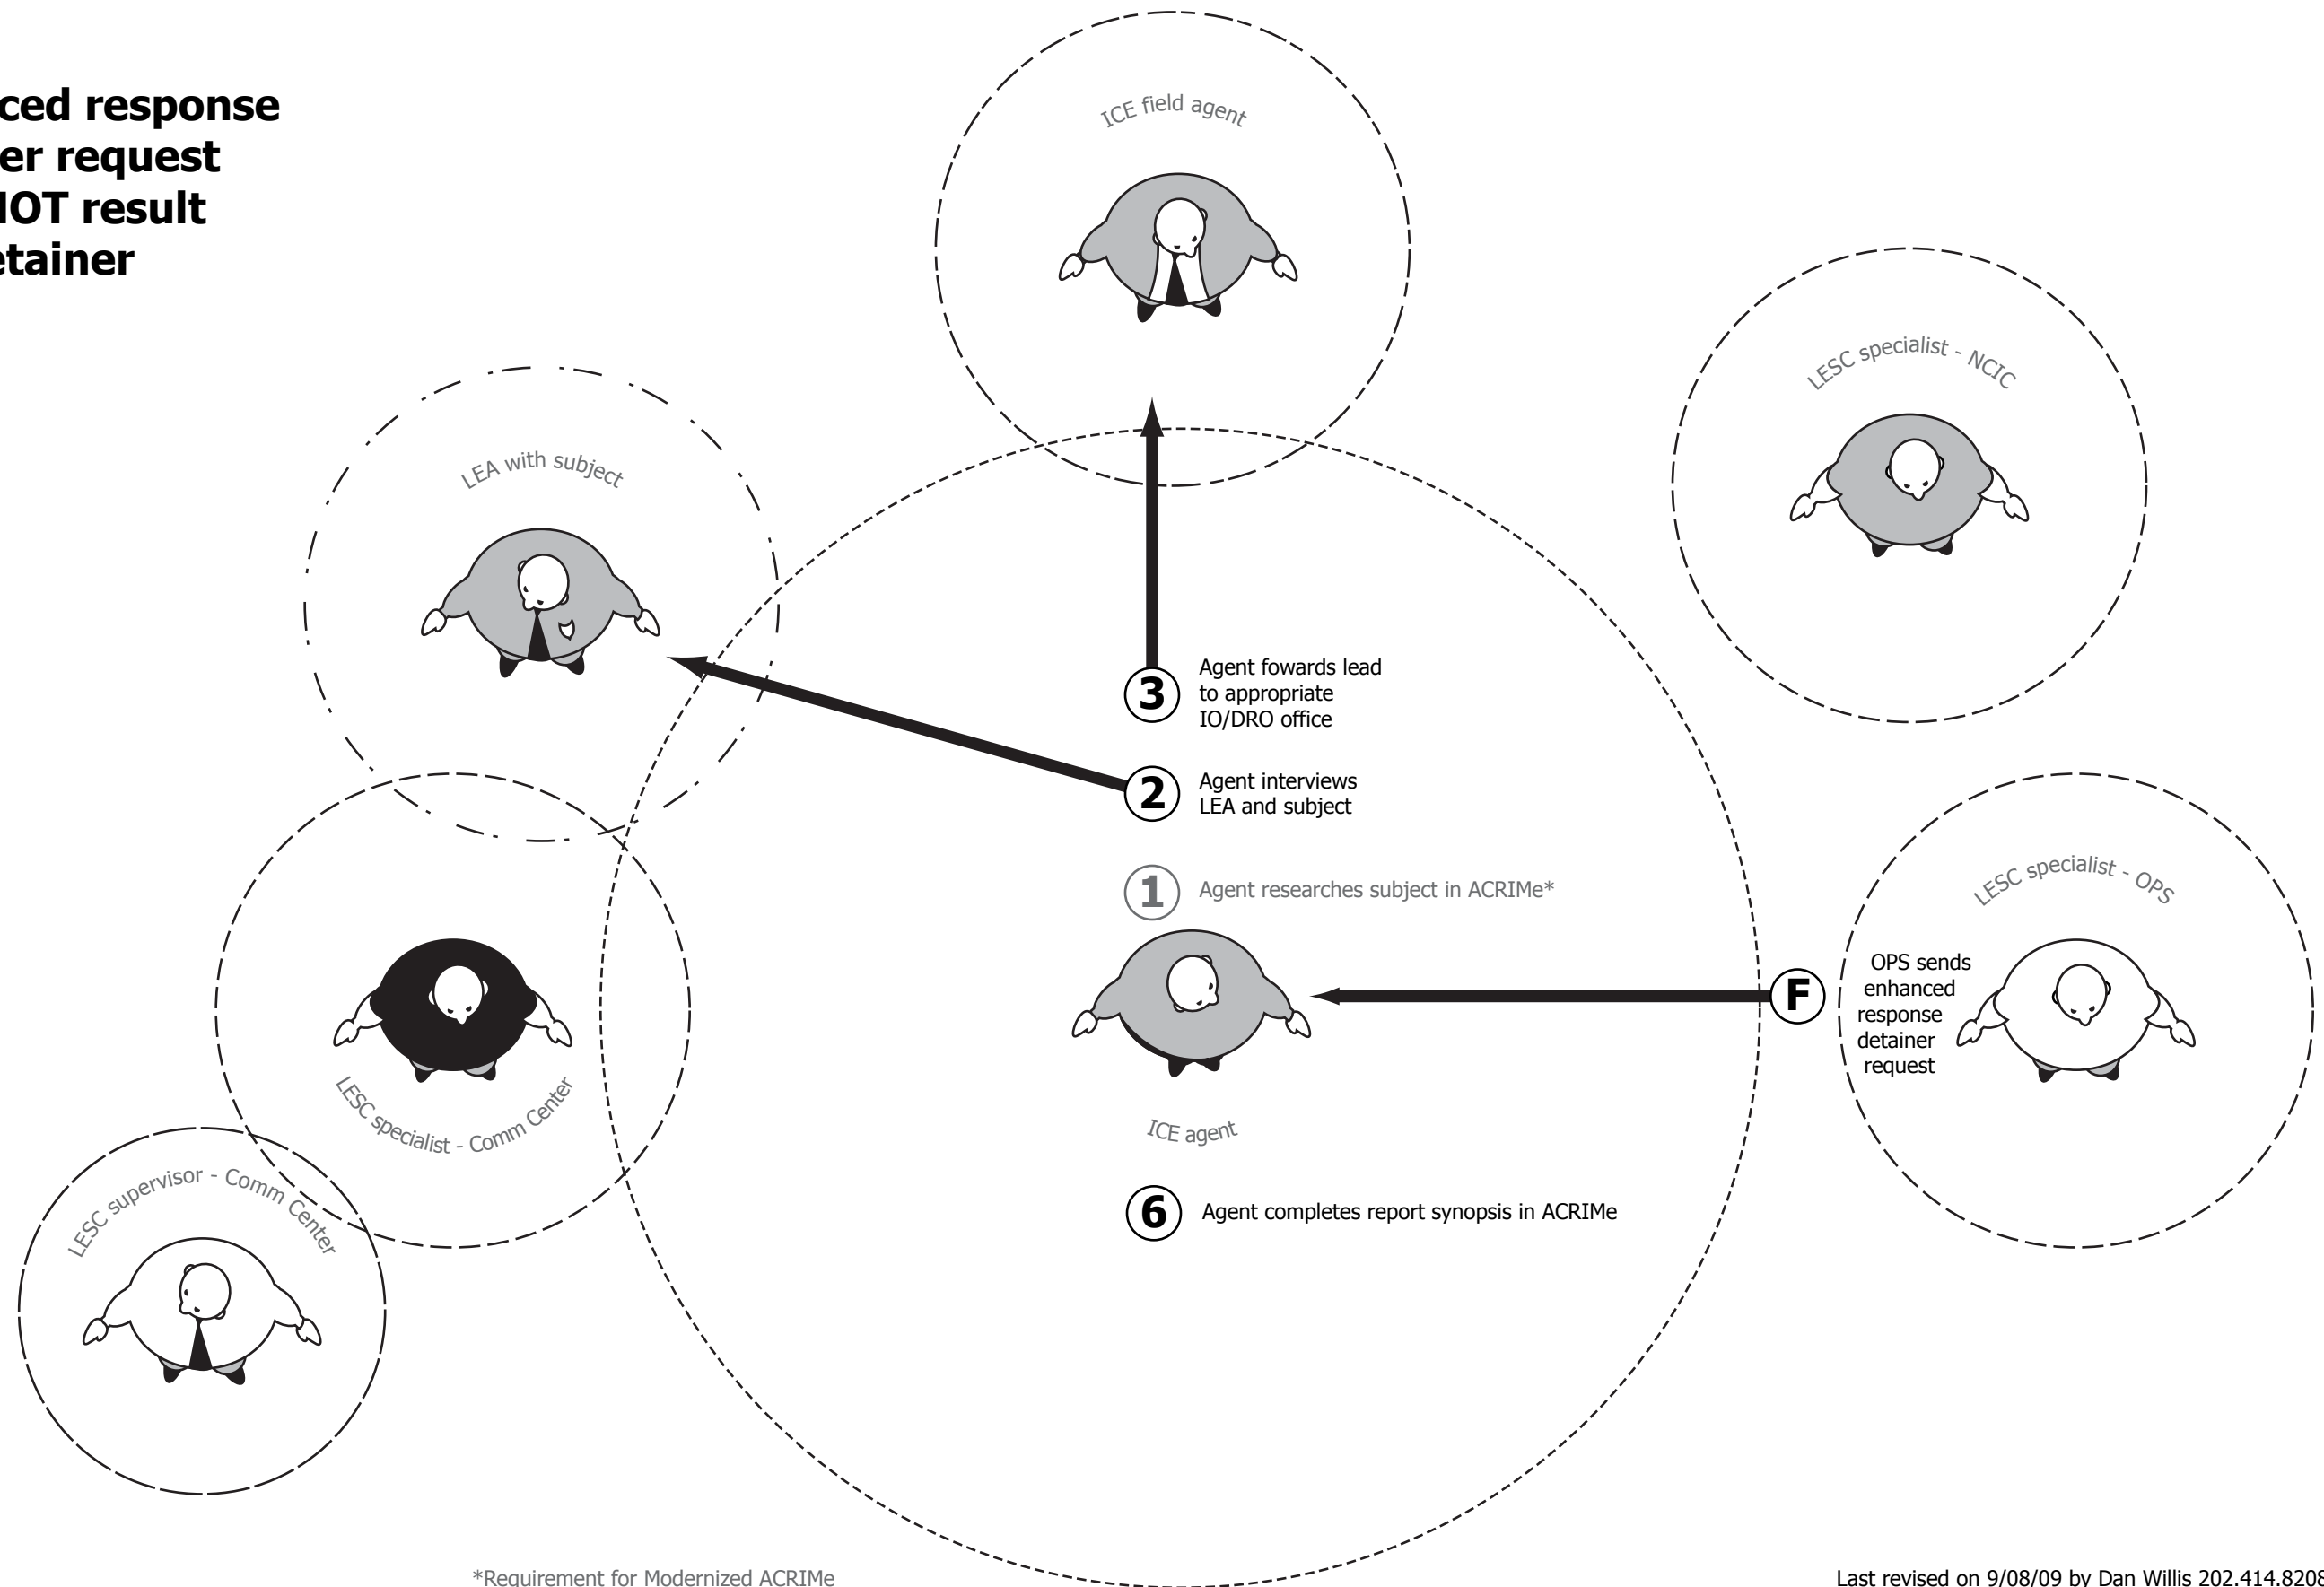 ced response
er request
NOT result
etainer
ICE field agent
LESC specialist - NCIC
LEA with subject
3
Agent fowards lead
to appropriate
IO/DRO office
2
Agent interviews
LEA and subject
1
Agent researches subject in ACRIMe*
LESC specialist - OPS
F
OPS sends
enhanced
response
detainer
request
LESC specialist - Comm Center
ICE agent
LESC supervisor - Comm Center
6
Agent completes report synopsis in ACRIMe
*Requirement for Modernized ACRIMe
Last revised on 9/08/09 by Dan Willis 202.414.8208